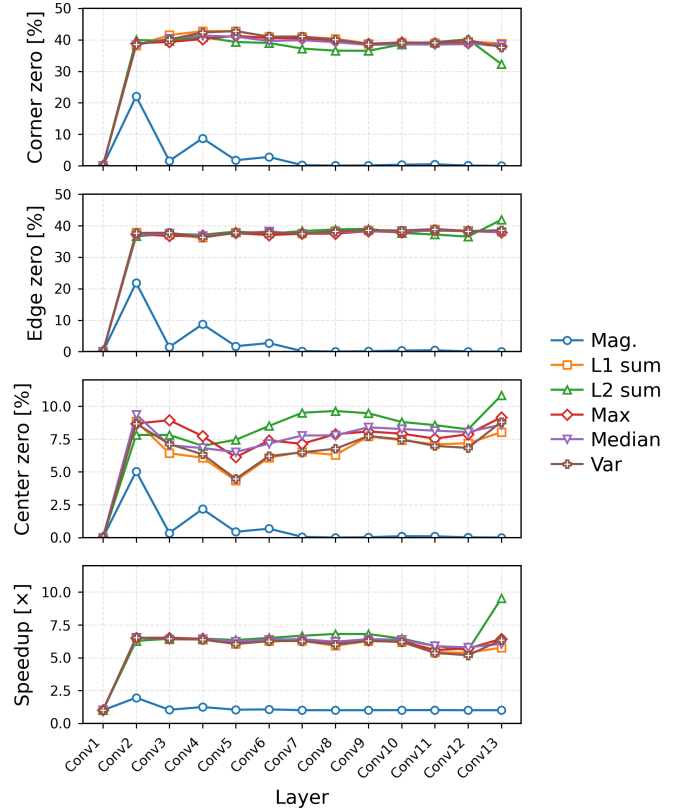 Corner zero [%]
50
40
30
20
10
0
Edge zero [%]
50
40
30
20
10
0
Center zero [%]
10.0
7.5
5.0
2.5
0.0
Speedup [×]
10.0
7.5
5.0
2.5
0.0
Conv1
Conv2
Conv3
Conv4
Conv5
Conv6
Conv7
Conv8
Conv9
Conv10
Conv11
Conv12
Conv13
Layer
Mag.
L1 sum
L2 sum
Max
Median
Var